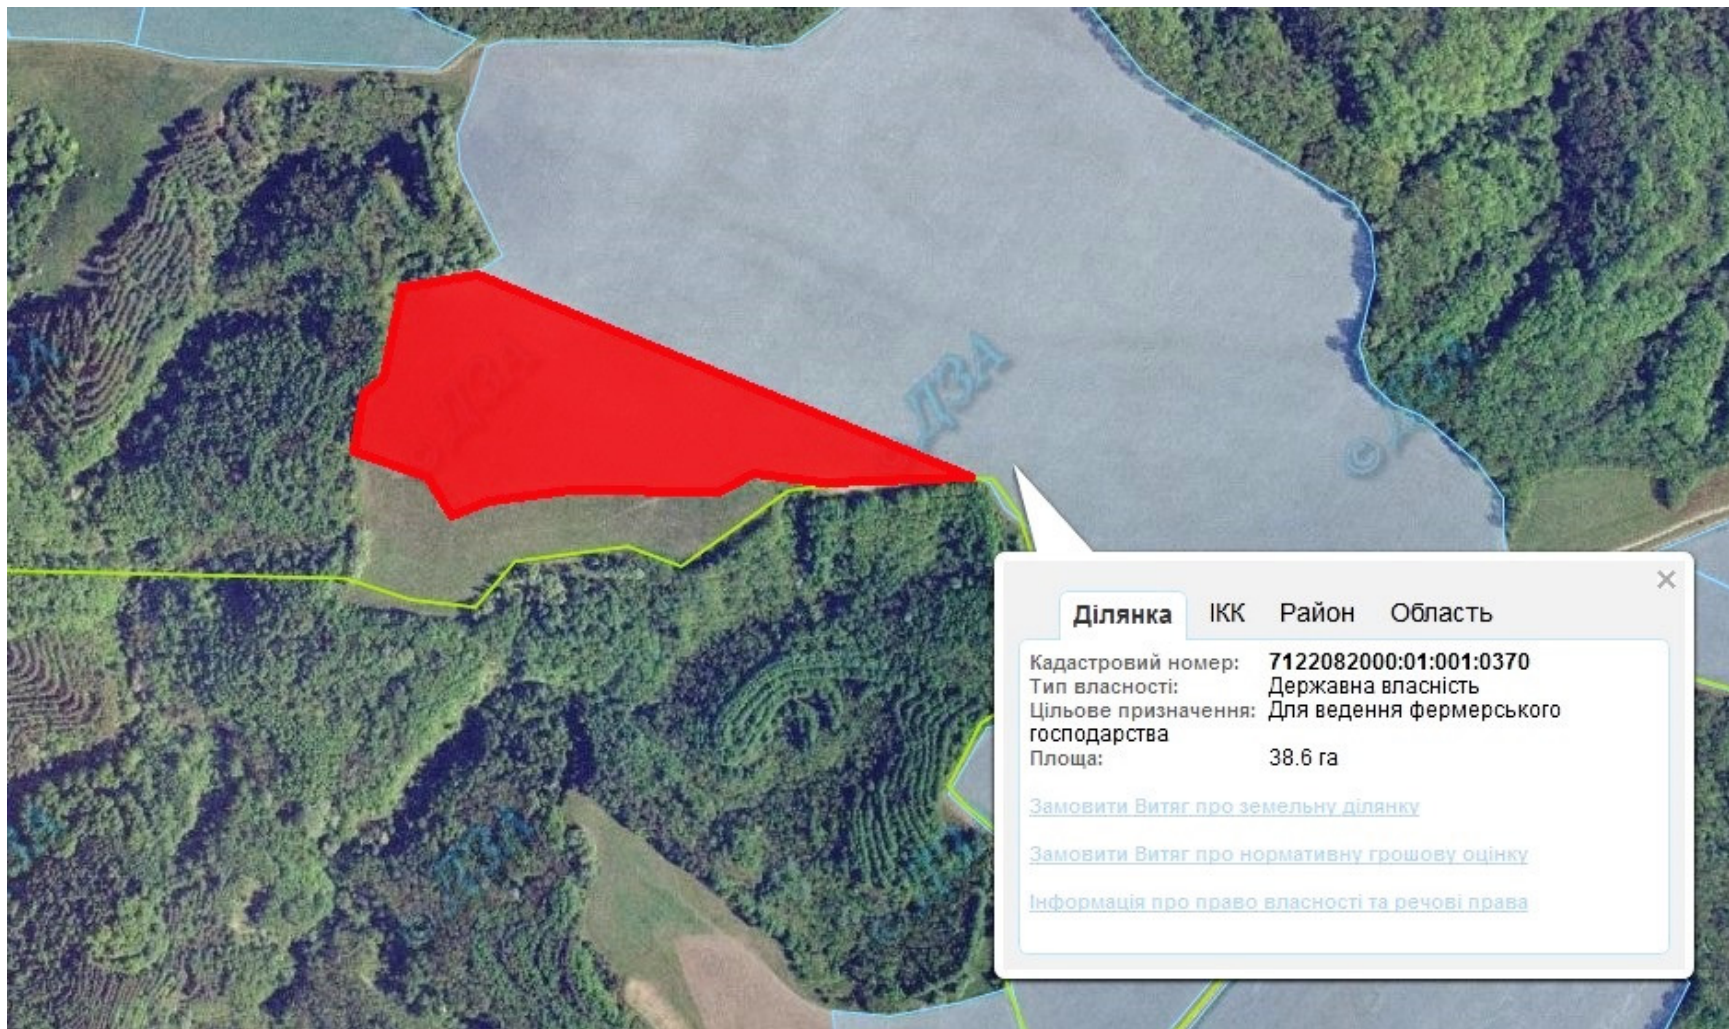 © ДЗА
ДЗА
©
×
Ділянка ІКК Район Область
Кадастровий номер: 7122082000:01:001:0370
Тип власності: Державна власність
Цільове призначення: Для ведення фермерського
господарства
Площа: 38.6 га
Замовити Витяг про земельну ділянку
Замовити Витяг про нормативну грошову оцінку
Інформація про право власності та речові права